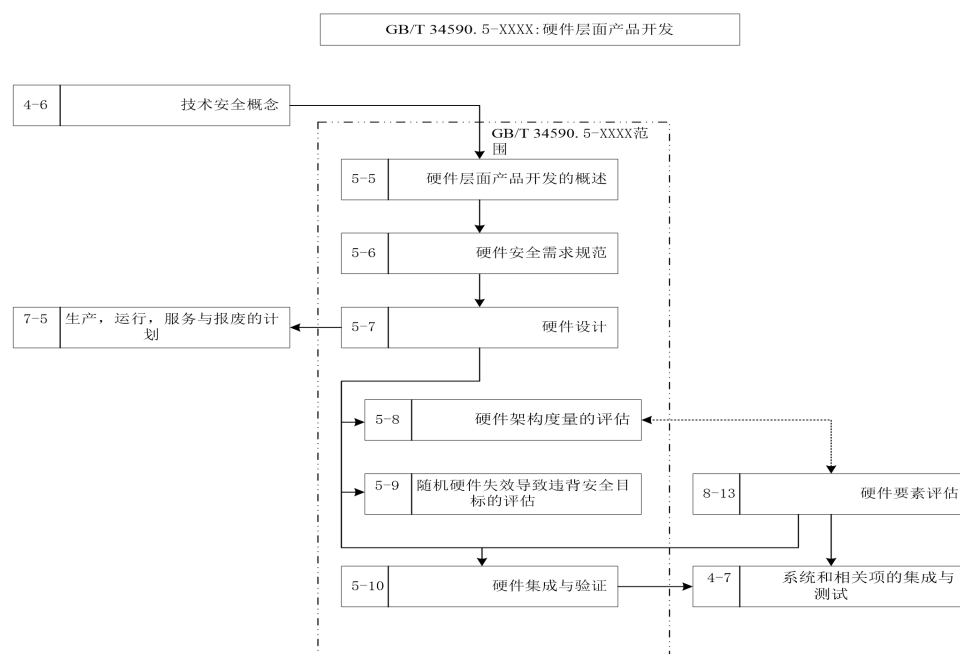 GB/T 34590. 5-XXXX:硬件层面产品开发
4-6
技术安全概念
GB/T 34590. 5-XXXX范
围
5-5
硬件层面产品开发的概述
5-6
硬件安全需求规范
7-5
生产，运行，服务与报废的计
划
5-7
硬件设计
5-8
硬件架构度量的评估
5-9
随机硬件失效导致违背安全目
标的评估
8-13
硬件要素评估
5-10
硬件集成与验证
4-7
系统和相关项的集成与
测试